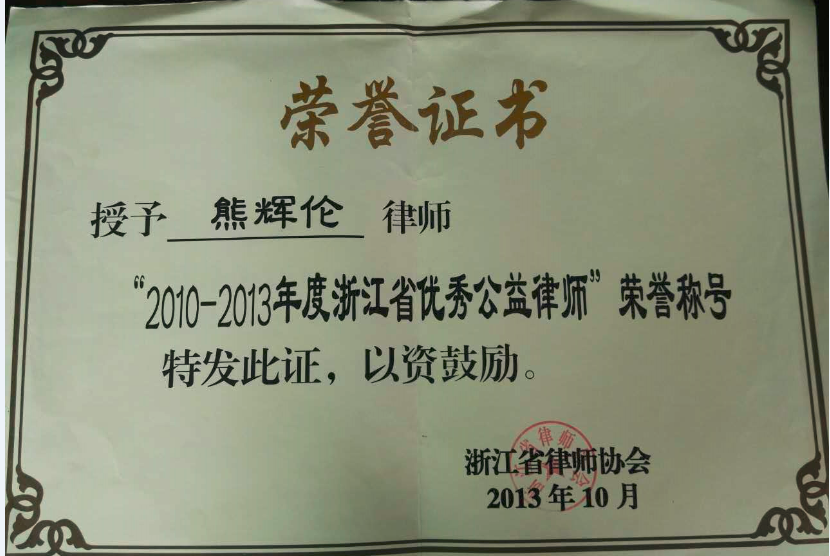 荣誉证书
授予 熊辉伦 律师
“2010-2013年度浙江省优秀公益律师”荣誉称号
特发此证，以资鼓励。
浙江省律师协会
2013年10月